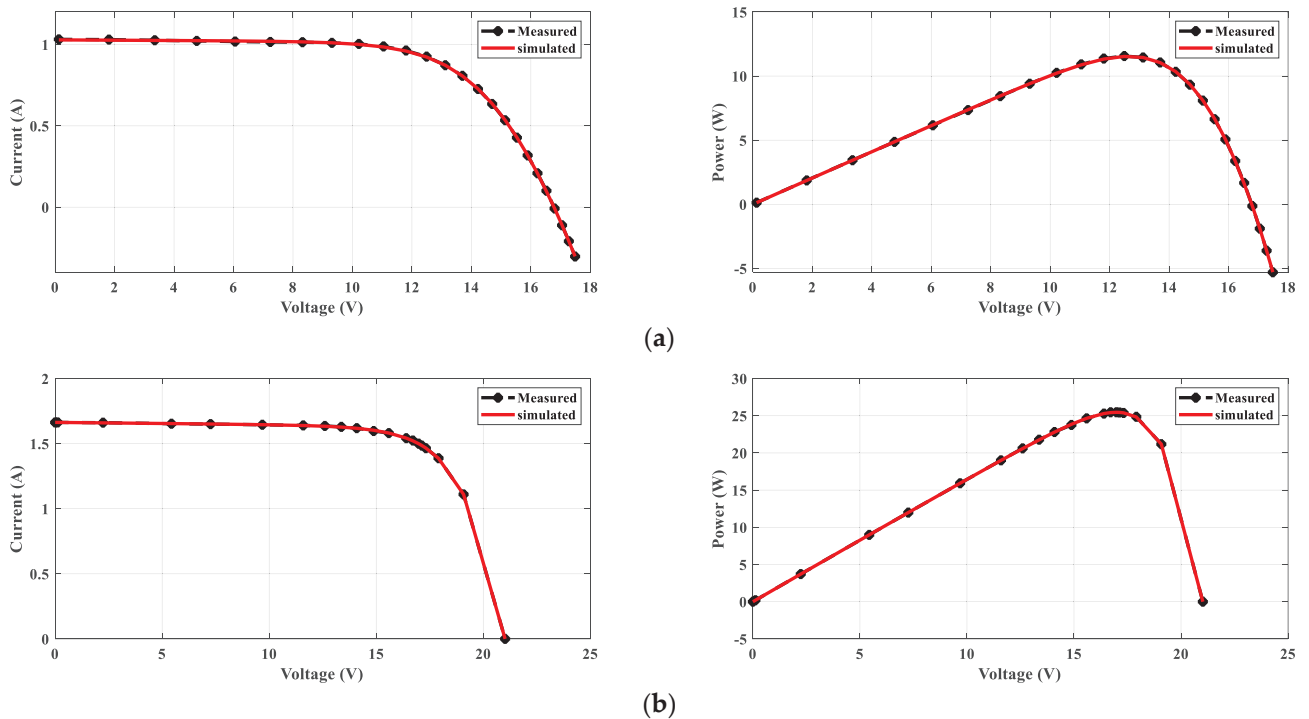 Current (A)
1
0.5
0
0 2 4 6 8 10 12 14 16 18
Voltage (V)
Measured
simulated
Power (W)
15
10
5
0
-5
0 2 4 6 8 10 12 14 16 18
Voltage (V)
Measured
simulated
(a)
Current (A)
2
1.5
1
0.5
0
0 5 10 15 20 25
Voltage (V)
Measured
simulated
Power (W)
30
25
20
15
10
5
0
-5
0 5 10 15 20 25
Voltage (V)
Measured
simulated
(b)